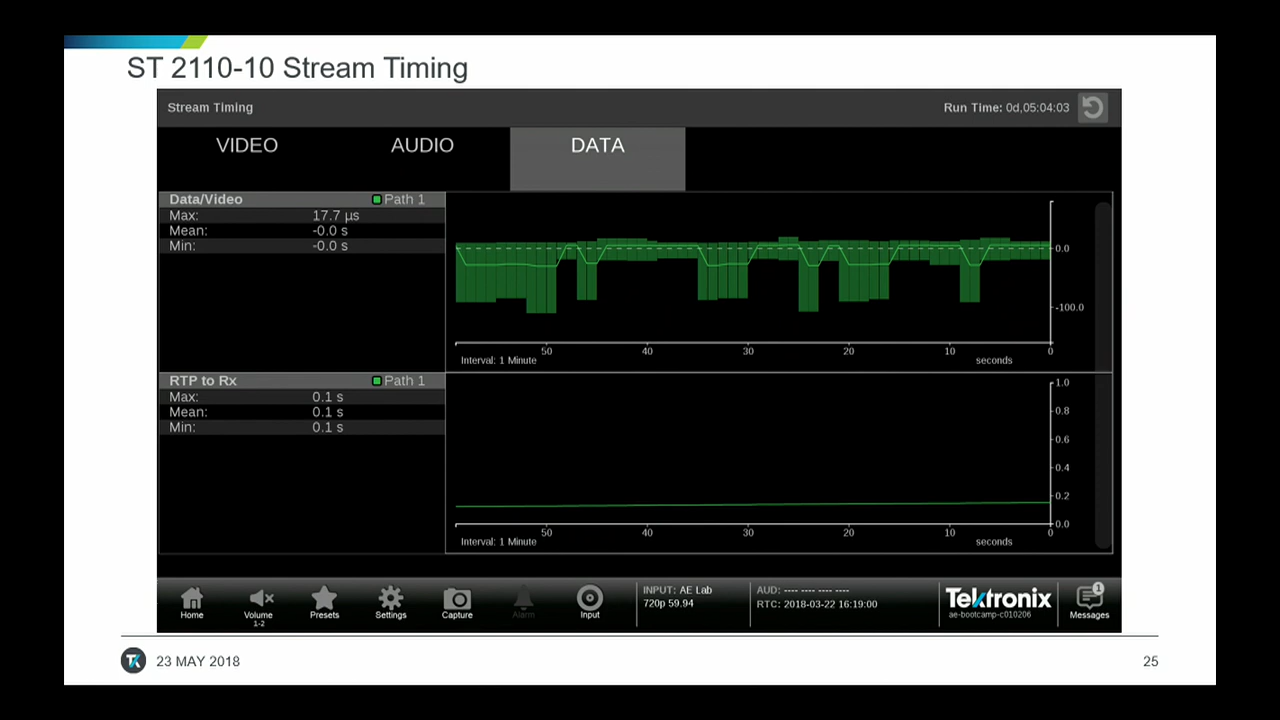 ST 2110-10 Stream Timing
Stream Timing
Run Time: 0d,05:04:03
VIDEO AUDIO DATA
Data/Video Path 1
Max: 17.7 µs
Mean: -0.0 s
Min: -0.0 s
0.0
-100.0
50 40 30 20 10 0
Interval: 1 Minute seconds
RTP to Rx Path 1
Max: 0.1 s
Mean: 0.1 s
Min: 0.1 s
1.0
0.8
0.6
0.4
0.2
0.0
50 40 30 20 10 0
Interval: 1 Minute seconds
Home
Volume
1-2
Presets
Settings
Capture
Alarm
Input
INPUT: AE Lab
720p 59.94
AUD: ---- ---- ---- ----
RTC: 2018-03-22 16:19:00
Tektronix
ae-bootcamp-c010206
1
Messages
TK 23 MAY 2018
25